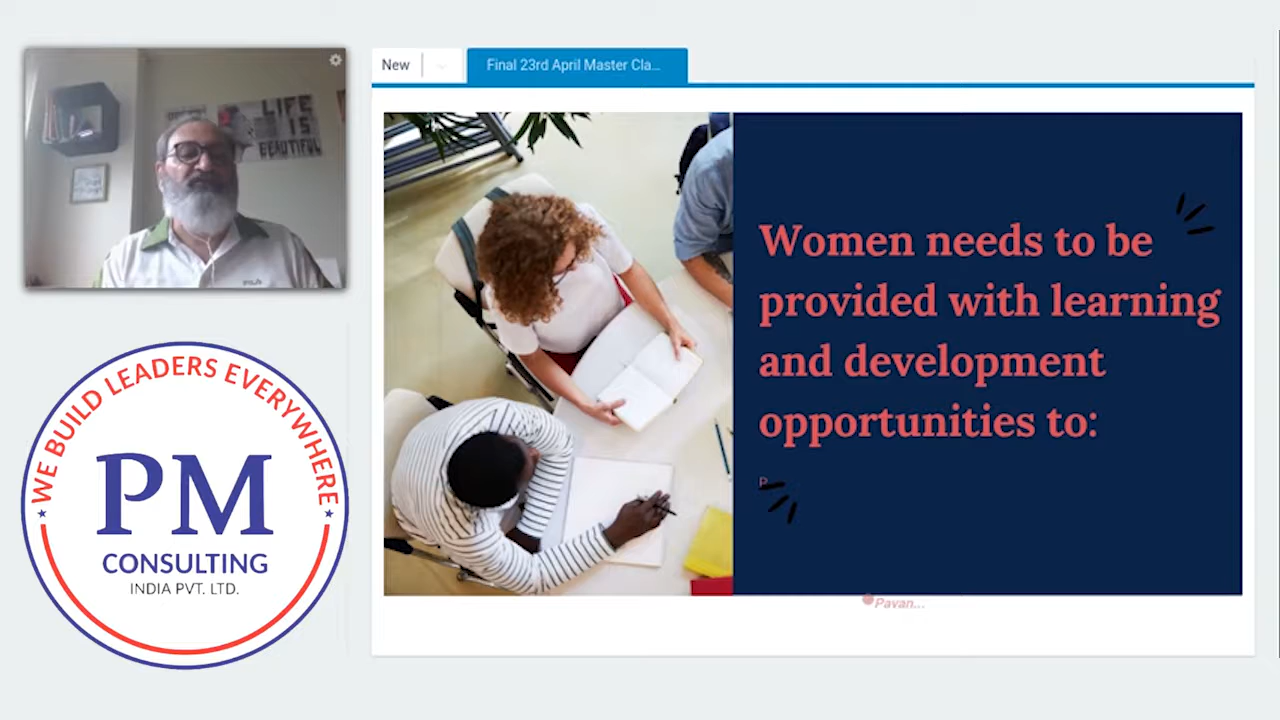 LIFE
IS
BEAUTIFUL
WE BUILD LEADERS EVERYWHERE
PM
CONSULTING
INDIA PVT. LTD.
New
Final 23rd April Master Cla...
Women needs to be
provided with learning
and development
opportunities to:
P
Pavan...